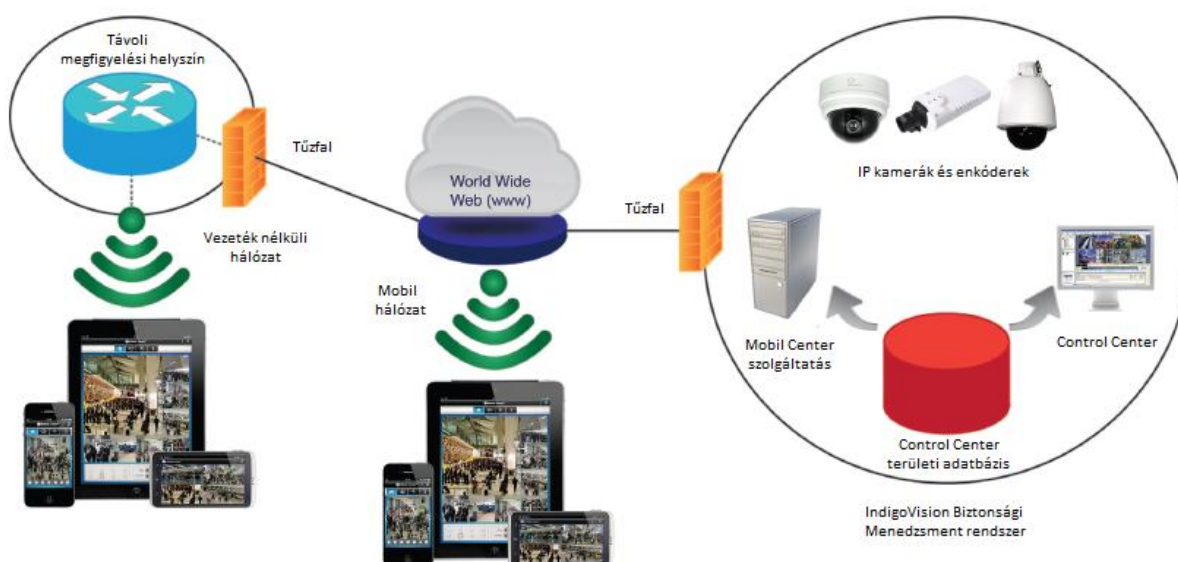 Távoli
megfigyelési helyszín
Tűzfal
Vezeték nélküli
hálózat
World Wide
Web (www)
Mobil
hálózat
Tűzfal
IP kamerák és enkóderek
Mobil Center
szolgáltatás
Control Center
Control Center
területi adatbázis
IndigoVision Biztonsági
Menedzsment rendszer